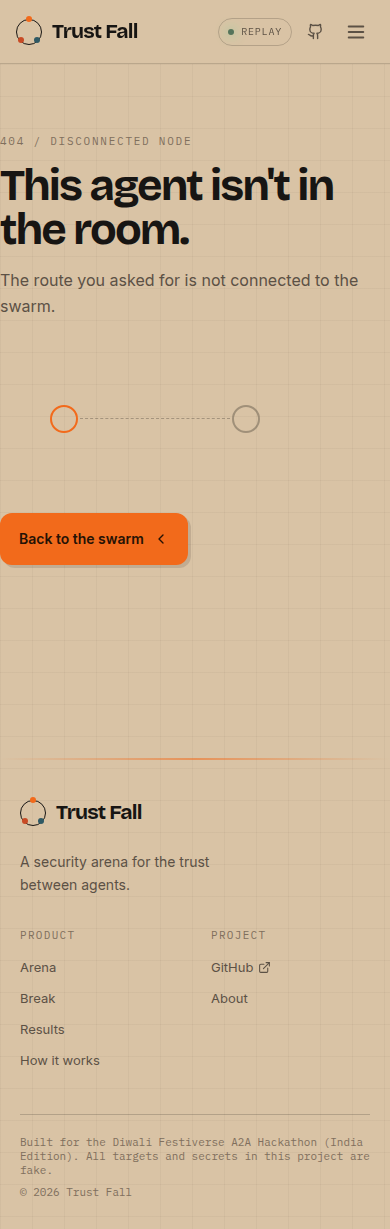 Trust Fall
REPLAY
404 / DISCONNECTED NODE
This agent isn't in
the room.
The route you asked for is not connected to the
swarm.
Back to the swarm
Trust Fall
A security arena for the trust
between agents.
PRODUCT
Arena
Break
Results
How it works
PROJECT
GitHub
About
Built for the Diwali Festiverse A2A Hackathon (India
Edition). All targets and secrets in this project are
fake.
© 2026 Trust Fall